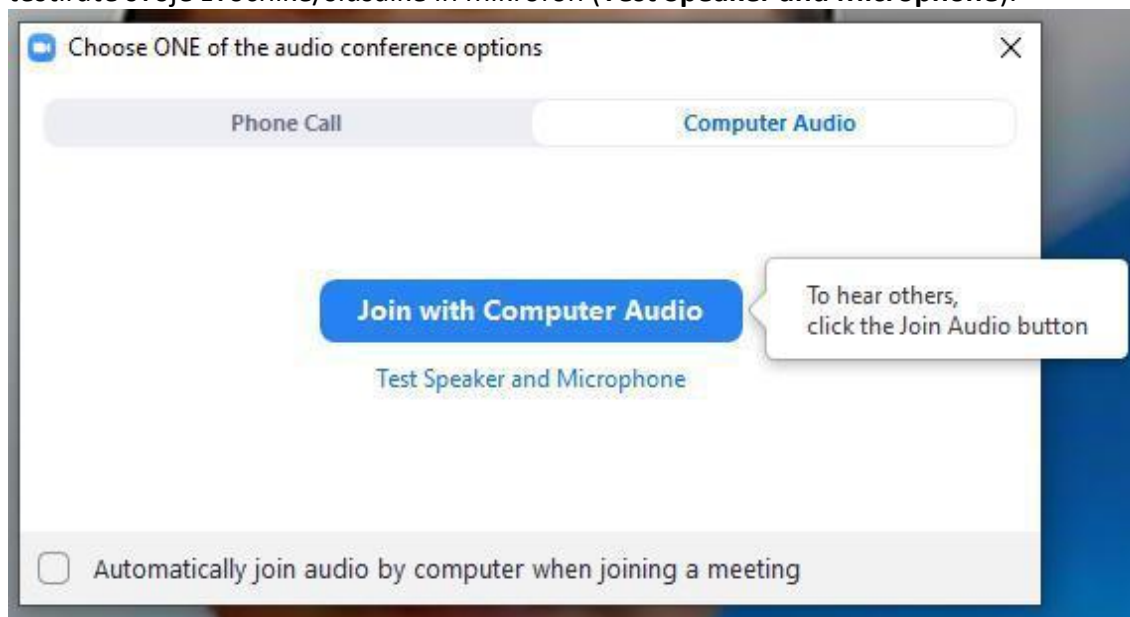 Choose ONE of the audio conference options
Phone Call
Computer Audio
Join with Computer Audio
To hear others,
click the Join Audio button
Test Speaker and Microphone
Automatically join audio by computer when joining a meeting